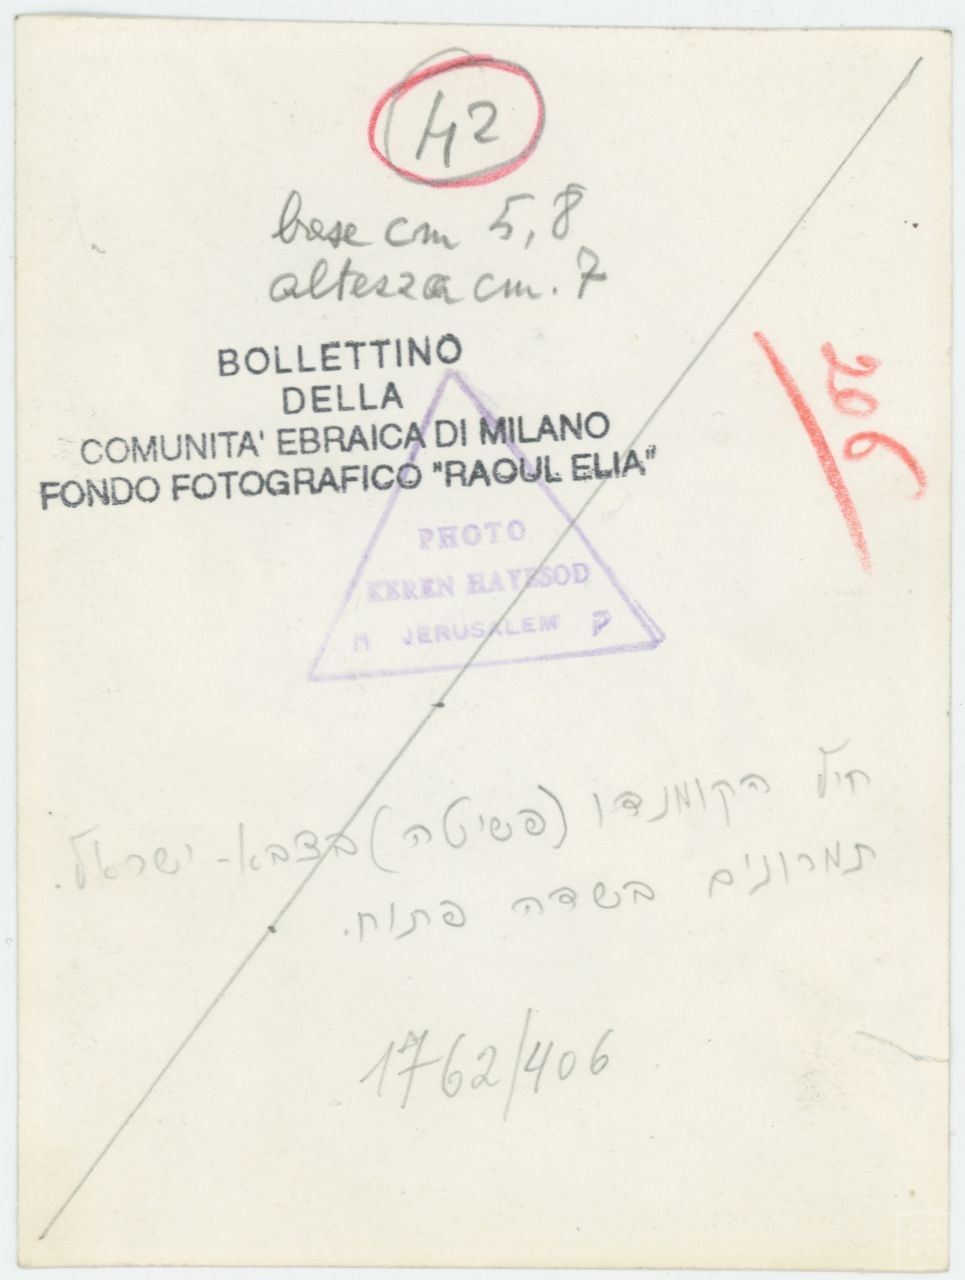 42
base cm 5,8
altezza cm. 7
BOLLETTINO
DELLA
COMUNITA' EBRAICA DI MILANO
FONDO FOTOGRAFICO "RAOUL ELIA"
206
PHOTO
KEREN HAYESOD
JERUSALEM
חיל הקומנדו (פשיטה) בצבא-ישראל.
תמרונים בשדה פתוח.
1762/406